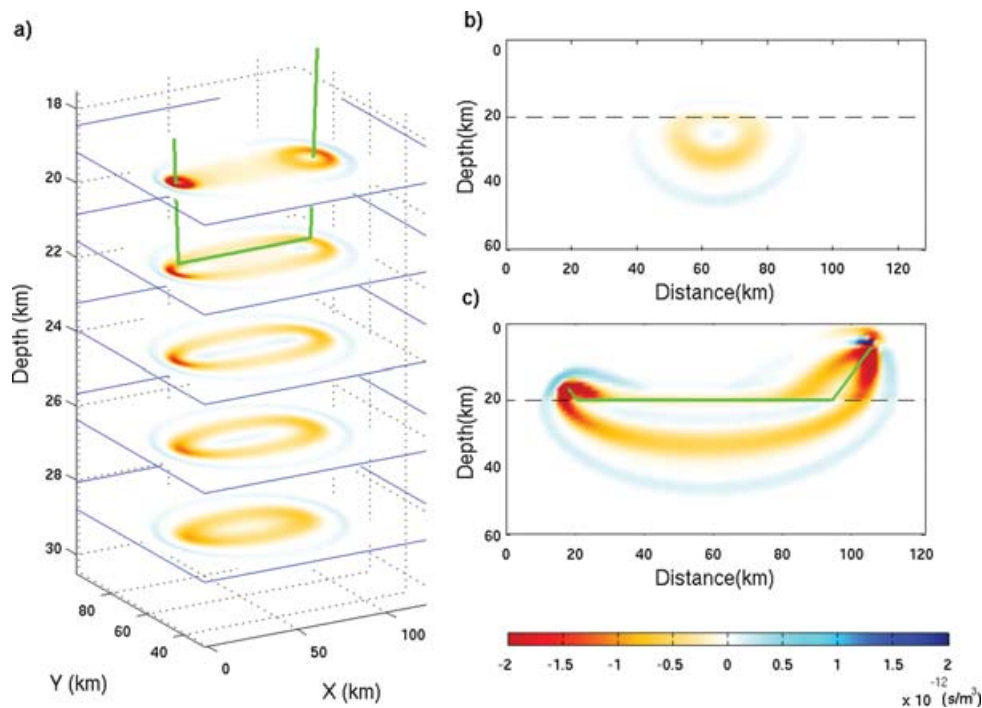 a)
18
20
22
24
26
28
30
Depth (km)
80
60
40
Y (km)
0
50
100
X (km)
b)
0
20
40
60
Depth(km)
0 20 40 60 80 100 120
Distance(km)
c)
0
20
40
60
Depth(km)
0 20 40 60 80 100 120
Distance(km)
-2 -1.5 -1 -0.5 0 0.5 1 1.5 2
x 10 -12 (s/m³)